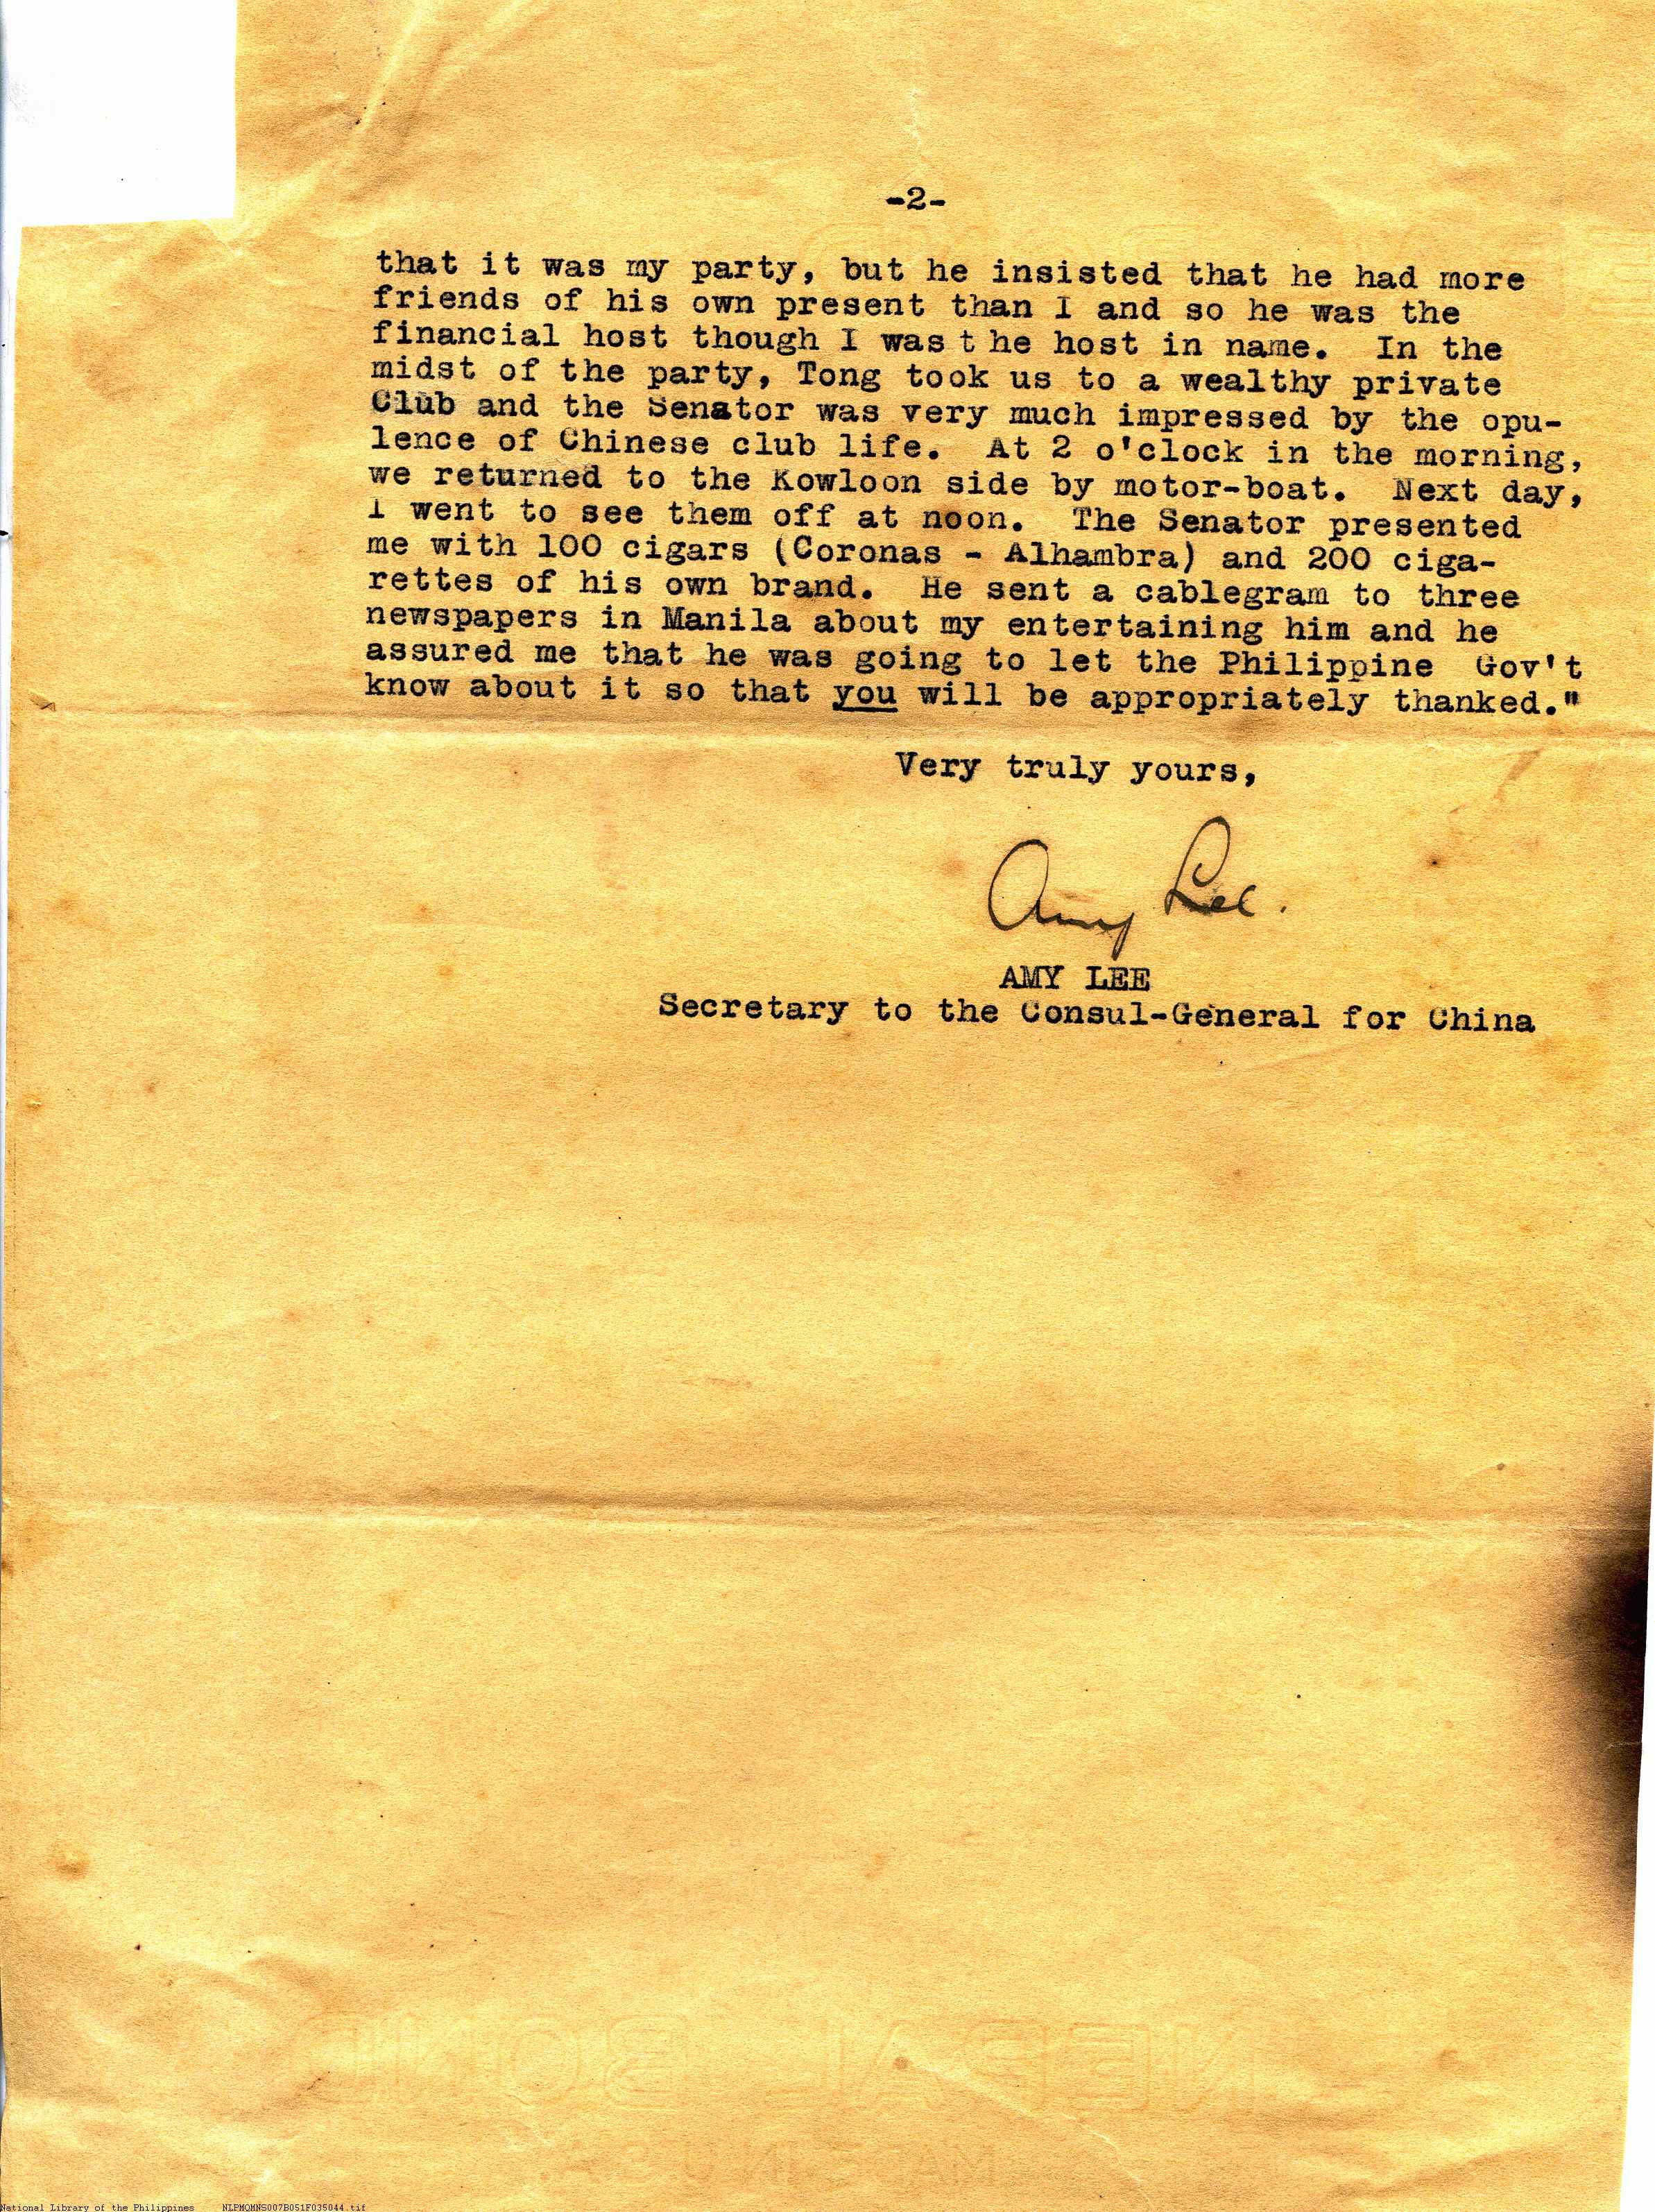 -2-
that it was my party, but he insisted that he had more
friends of his own present than I and so he was the
financial host though I was t he host in name. In the
midst of the party, Tong took us to a wealthy private
Club and the Senator was very much impressed by the opu-
lence of Chinese club life. At 2 o'clock in the morning,
we returned to the Kowloon side by motor-boat. Next day,
I went to see them off at noon. The Senator presented
me with 100 cigars (Coronas - Alhambra) and 200 ciga-
rettes of his own brand. He sent a cablegram to three
newspapers in Manila about my entertaining him and he
assured me that he was going to let the Philippine Gov't
know about it so that you will be appropriately thanked."
Very truly yours,
Amy Lee.
AMY LEE
Secretary to the Consul-General for China
NEPAL BOND
MADE IN U.S.A.
National Library of the Philippines NLPMQMNS007B051F035044.tif